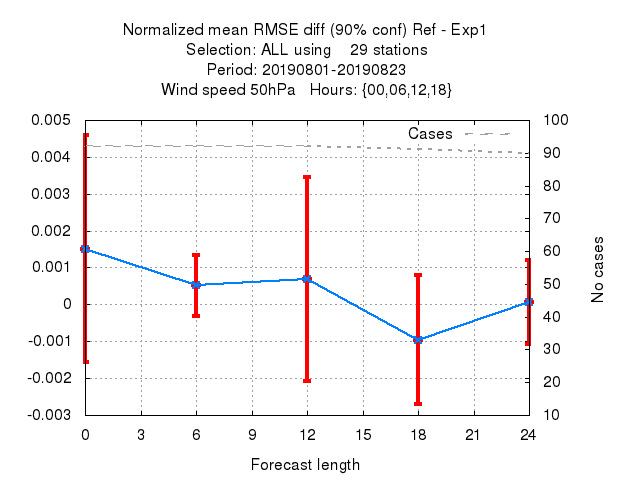 Normalized mean RMSE diff (90% conf) Ref - Exp1
Selection: ALL using 29 stations
Period: 20190801-20190823
Wind speed 50hPa Hours: {00,06,12,18}
Cases
0.005
0.004
0.003
0.002
0.001
0
-0.001
-0.002
-0.003
100
90
80
70
60
50
40
30
20
10
No cases
0 3 6 9 12 15 18 21 24
Forecast length